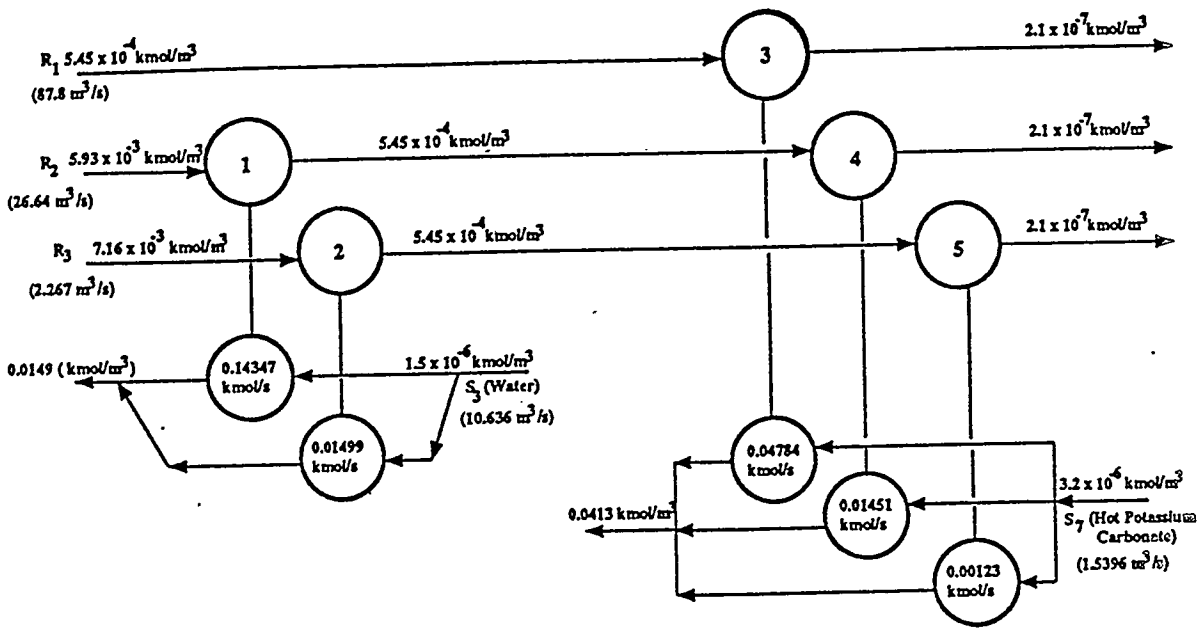 R₁ 5.45 x 10⁻⁴ kmol/m³
(87.8 m³/s)
3
2.1 x 10⁻⁷ kmol/m³
R₂ 5.93 x 10⁻³ kmol/m³
(26.64 m³/s)
1
5.45 x 10⁻⁴ kmol/m³
4
2.1 x 10⁻⁷ kmol/m³
R₃ 7.16 x 10⁻³ kmol/m³
(2.267 m³/s)
2
5.45 x 10⁻⁴ kmol/m³
5
2.1 x 10⁻⁷ kmol/m³
0.0149 ( kmol/m³)
0.14347
kmol/s
1.5 x 10⁻⁶ kmol/m³
S₃ (Water)
(10.636 m³/s)
0.01499
kmol/s
0.04784
kmol/s
0.0413 kmol/m³
0.01451
kmol/s
3.2 x 10⁻⁶ kmol/m³
S₇ (Hot Potassium
Carbonate)
(1.5396 m³/s)
0.00123
kmol/s